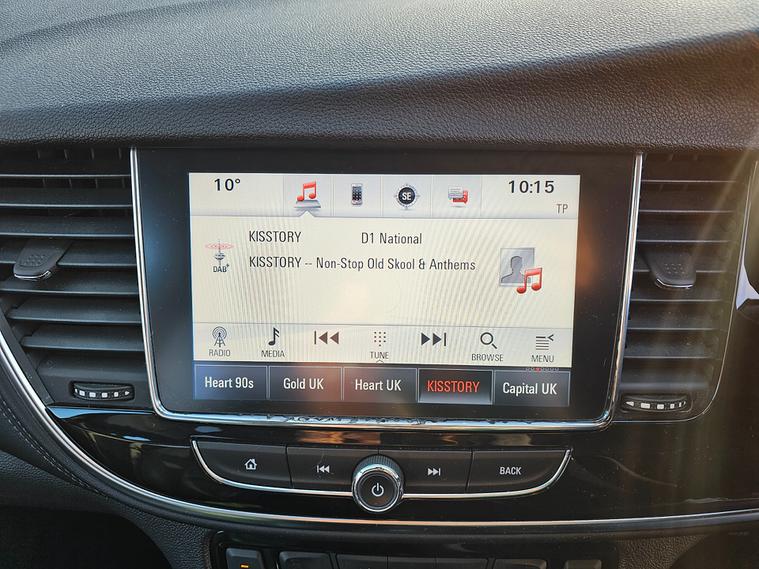 10° 10:15
SE
TP
KISSTORY D1 National
KISSTORY -- Non-Stop Old Skool & Anthems
DAB+
RADIO MEDIA TUNE BROWSE MENU
Heart 90s Gold UK Heart UK KISSTORY Capital UK
BACK